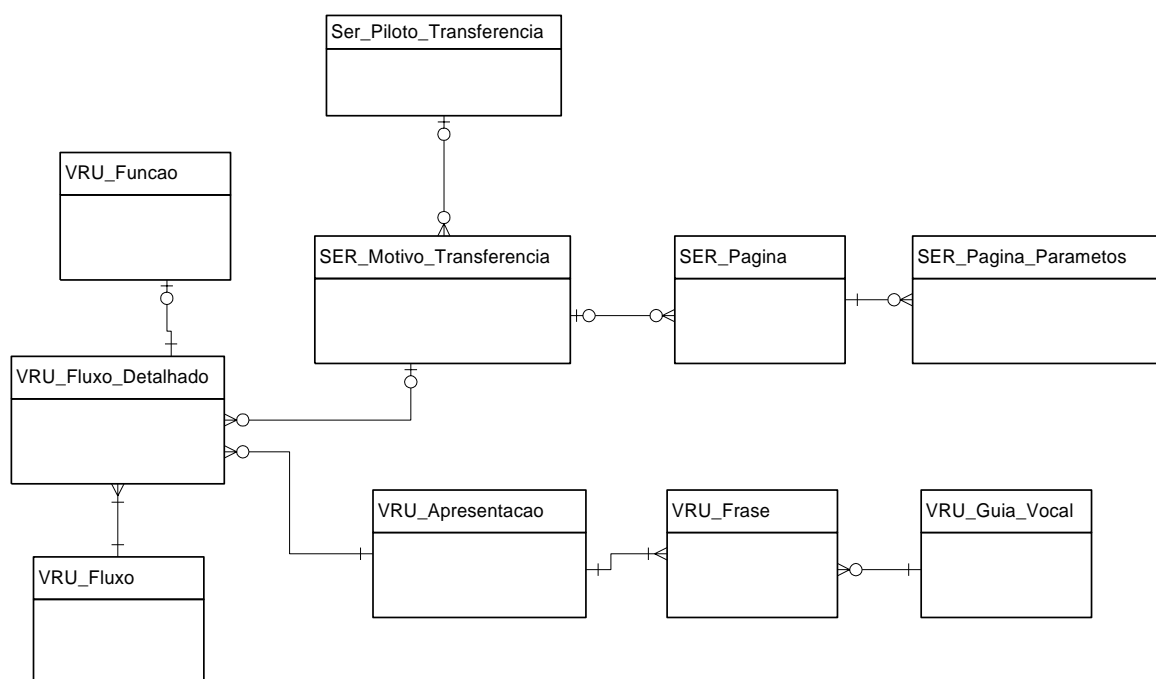 Ser_Piloto_Transferencia
VRU_Funcao
SER_Motivo_Transferencia
SER_Pagina
SER_Pagina_Parametos
VRU_Fluxo_Detalhado
VRU_Apresentacao
VRU_Frase
VRU_Guia_Vocal
VRU_Fluxo